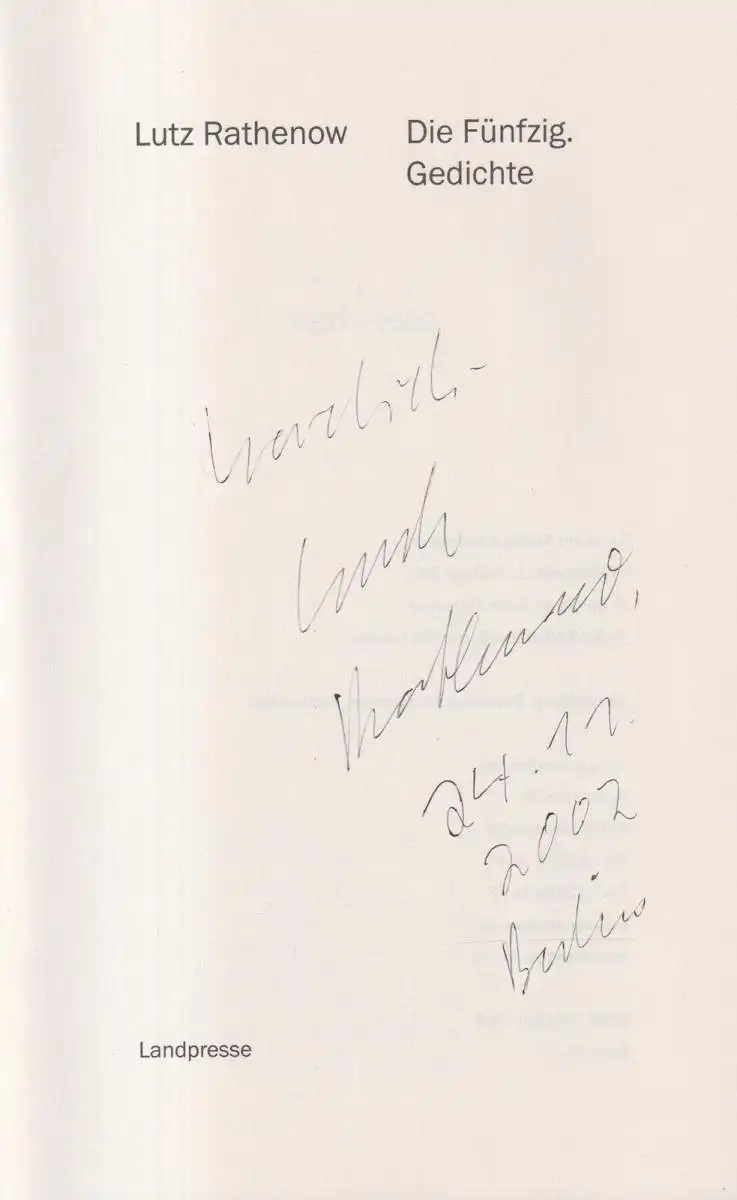 Lutz Rathenow
Die Fünfzig.
Gedichte
herzlich -
Lutz
Rathenow,
24.11.
2002
Berlin
Landpresse